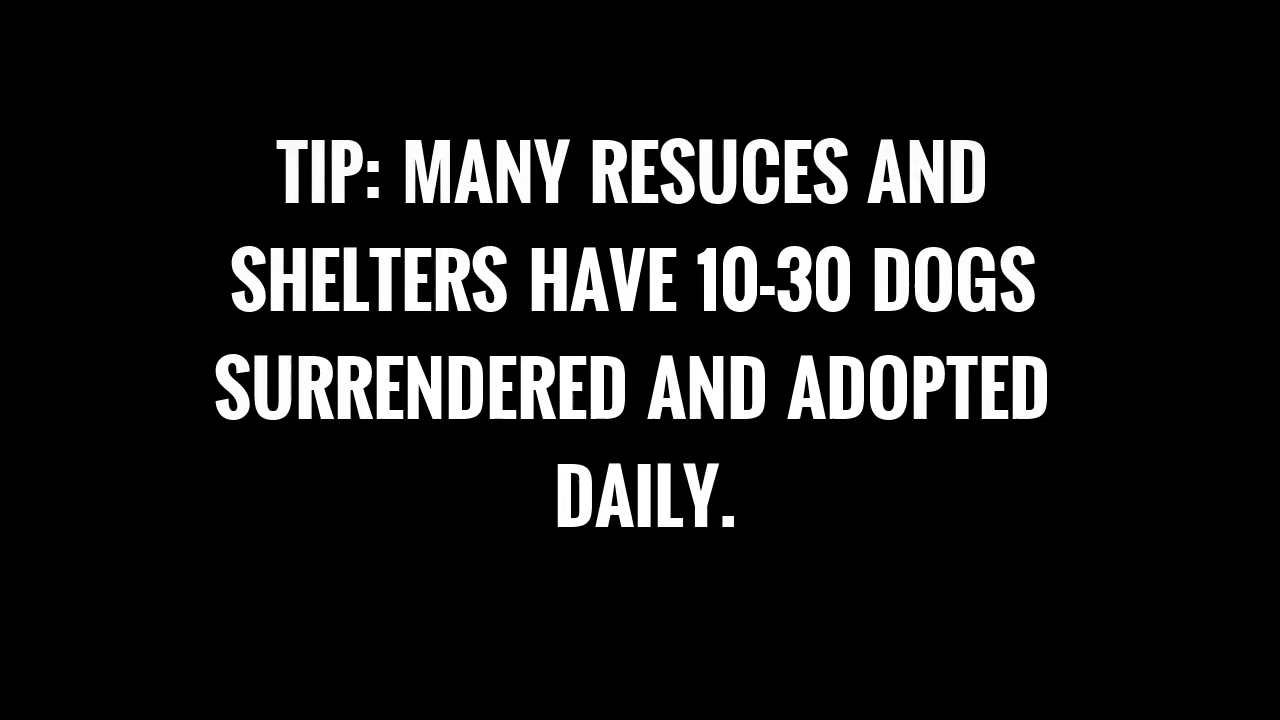 TIP: MANY RESUCES AND
SHELTERS HAVE 10-30 DOGS
SURRENDERED AND ADOPTED
DAILY.